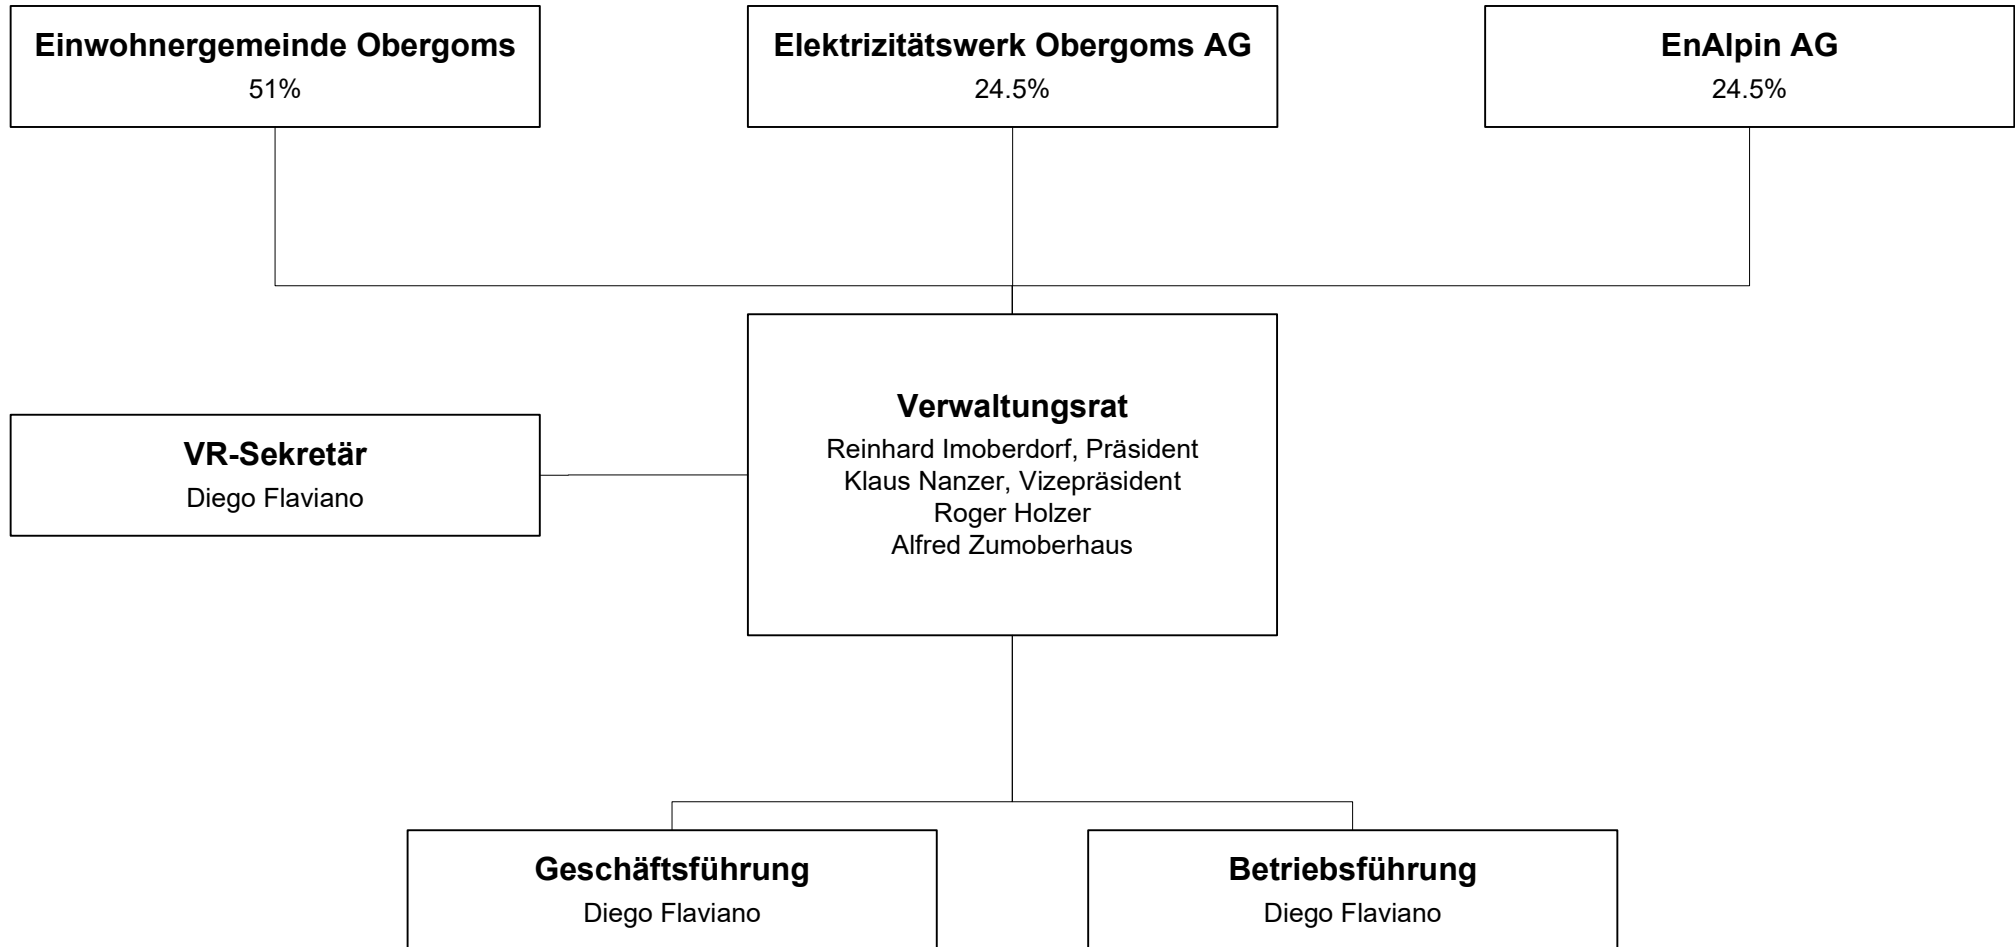 Einwohnergemeinde Obergoms
51%
Elektrizitätswerk Obergoms AG
24.5%
EnAlpin AG
24.5%
Verwaltungsrat
Reinhard Imoberdorf, Präsident
Klaus Nanzer, Vizepräsident
Roger Holzer
Alfred Zumoberhaus
VR-Sekretär
Diego Flaviano
Geschäftsführung
Diego Flaviano
Betriebsführung
Diego Flaviano